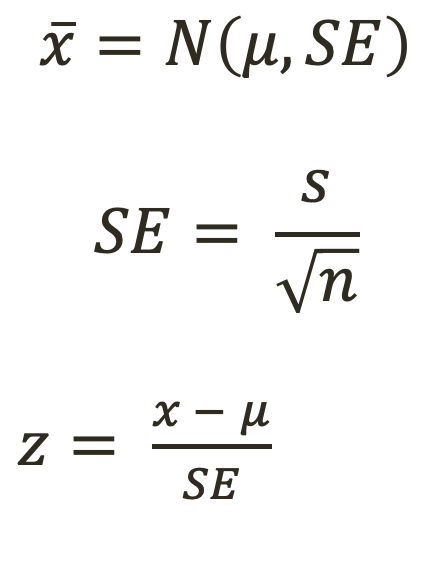 x̄ = N(μ, SE)
SE = s/√n
z = (x − μ)/SE